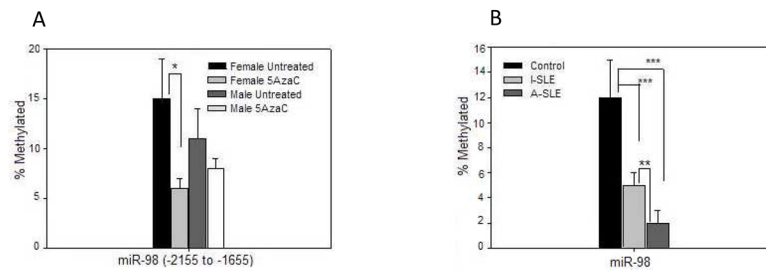 A
20
15
10
5
0
% Methylated
*
Female Untreated
Female 5AzaC
Male Untreated
Male 5AzaC
miR-98 (-2155 to -1655)
B
16
14
12
10
8
6
4
2
0
% Methylated
Control
I-SLE
A-SLE
***
***
**
miR-98